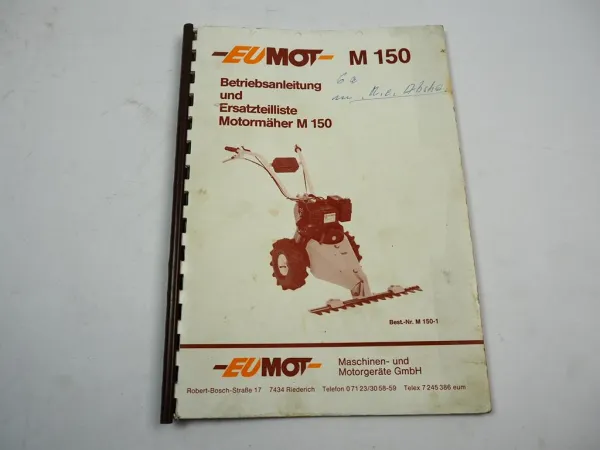 EUMOT M 150
Betriebsanleitung
und
Ersatzteilliste
Motormäher M 150
Best.-Nr. M 150-1
EUMOT
Maschinen- und
Motorgeräte GmbH
Robert-Bosch-Straße 17 7434 Riederich Telefon 0 71 23/30 58-59 Telex 7 245 386 eum